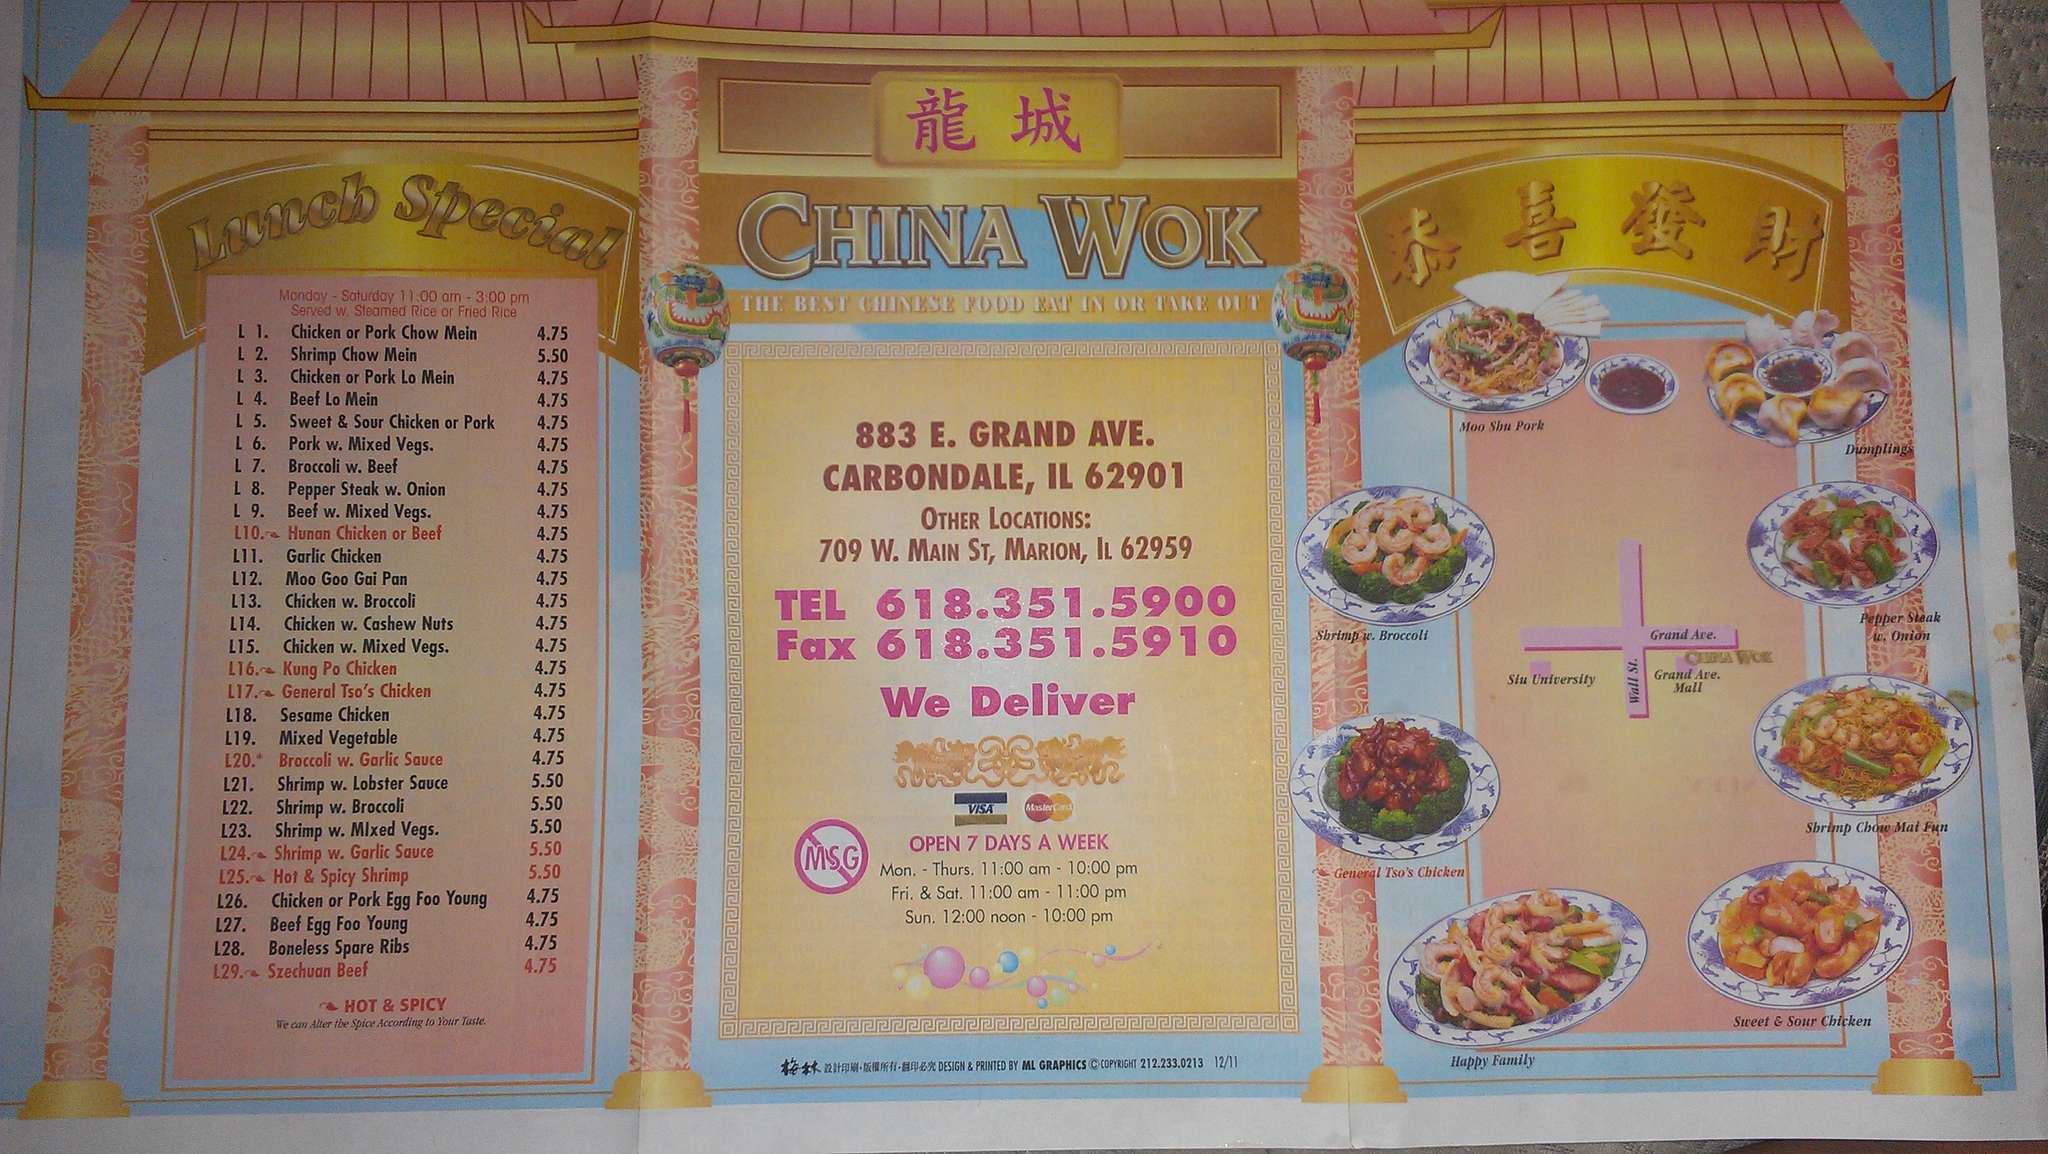 Lunch Special
Monday - Saturday 11:00 am - 3:00 pm
Served w. Steamed Rice or Fried Rice
L 1. Chicken or Pork Chow Mein 4.75
L 2. Shrimp Chow Mein 5.50
L 3. Chicken or Pork Lo Mein 4.75
L 4. Beef Lo Mein 4.75
L 5. Sweet & Sour Chicken or Pork 4.75
L 6. Pork w. Mixed Vegs. 4.75
L 7. Broccoli w. Beef 4.75
L 8. Pepper Steak w. Onion 4.75
L 9. Beef w. Mixed Vegs. 4.75
L10. Hunan Chicken or Beef 4.75
L11. Garlic Chicken 4.75
L12. Moo Goo Gai Pan 4.75
L13. Chicken w. Broccoli 4.75
L14. Chicken w. Cashew Nuts 4.75
L15. Chicken w. Mixed Vegs. 4.75
L16. Kung Po Chicken 4.75
L17. General Tso's Chicken 4.75
L18. Sesame Chicken 4.75
L19. Mixed Vegetable 4.75
L20.* Broccoli w. Garlic Sauce 4.75
L21. Shrimp w. Lobster Sauce 5.50
L22. Shrimp w. Broccoli 5.50
L23. Shrimp w. MIxed Vegs. 5.50
L24. Shrimp w. Garlic Sauce 5.50
L25. Hot & Spicy Shrimp 5.50
L26. Chicken or Pork Egg Foo Young 4.75
L27. Beef Egg Foo Young 4.75
L28. Boneless Spare Ribs 4.75
L29. Szechuan Beef 4.75
HOT & SPICY
We can Alter the Spice According to Your Taste.
龍城
CHINA WOK
THE BEST CHINESE FOOD EAT IN OR TAKE OUT
883 E. GRAND AVE.
CARBONDALE, IL 62901
OTHER LOCATIONS:
709 W. MAIN ST, MARION, IL 62959
TEL 618.351.5900
Fax 618.351.5910
We Deliver
VISA MasterCard
MSG
OPEN 7 DAYS A WEEK
Mon. - Thurs. 11:00 am - 10:00 pm
Fri. & Sat. 11:00 am - 11:00 pm
Sun. 12:00 noon - 10:00 pm
梅林 設計印刷·版權所有·翻印必究 DESIGN & PRINTED BY ML GRAPHICS © COPYRIGHT 212.233.0213 12/11
恭喜發財
Moo Shu Pork
Dumplings
Shrimp w. Broccoli
Pepper Steak
w. Onion
Grand Ave.
CHINA WOK
Siu University
Wall St.
Grand Ave.
Mall
Shrimp Chow Mai Fun
General Tso's Chicken
Sweet & Sour Chicken
Happy Family